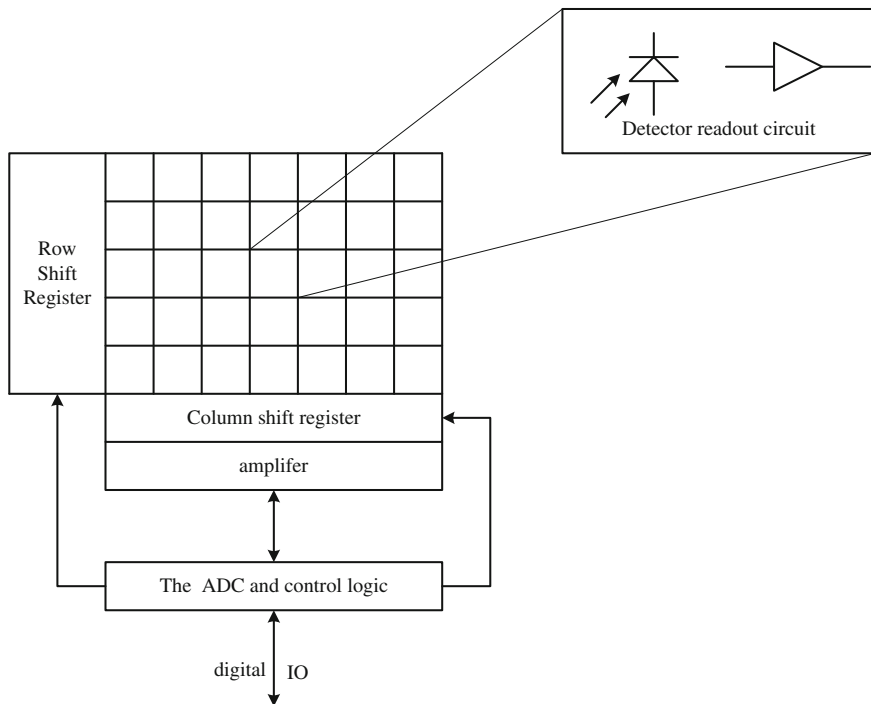 Detector readout circuit
Row
Shift
Register
Column shift register
amplifer
The ADC and control logic
digital IO